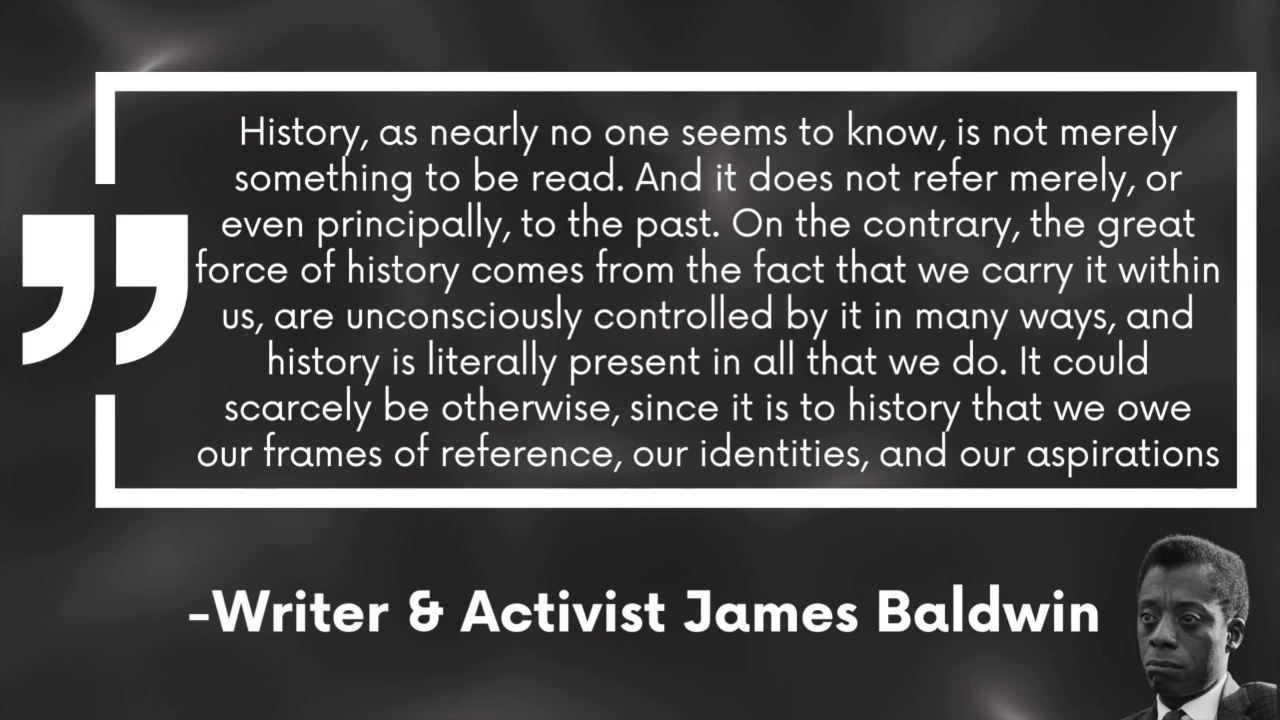 History, as nearly no one seems to know, is not merely
something to be read. And it does not refer merely, or
even principally, to the past. On the contrary, the great
force of history comes from the fact that we carry it within
us, are unconsciously controlled by it in many ways, and
history is literally present in all that we do. It could
scarcely be otherwise, since it is to history that we owe
our frames of reference, our identities, and our aspirations
-Writer & Activist James Baldwin